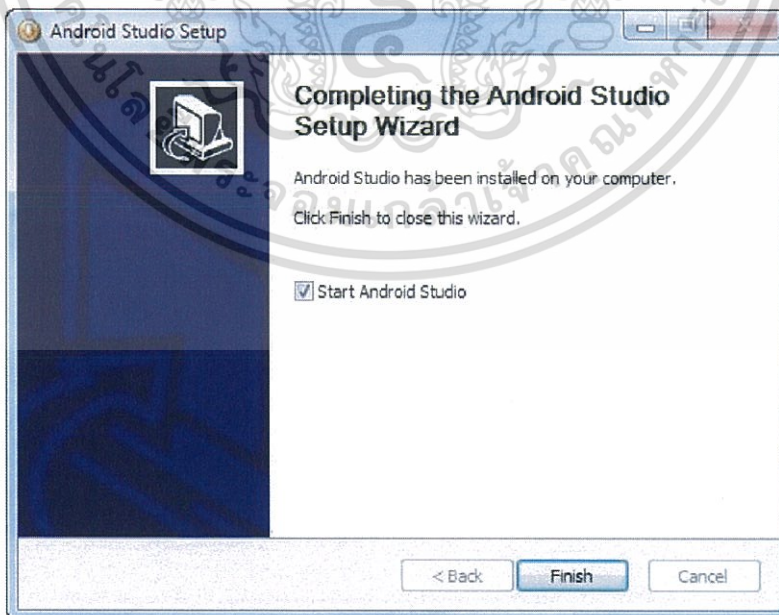 Android Studio Setup
Completing the Android Studio
Setup Wizard
Android Studio has been installed on your computer.
Click Finish to close this wizard.
Start Android Studio
< Back
Finish
Cancel